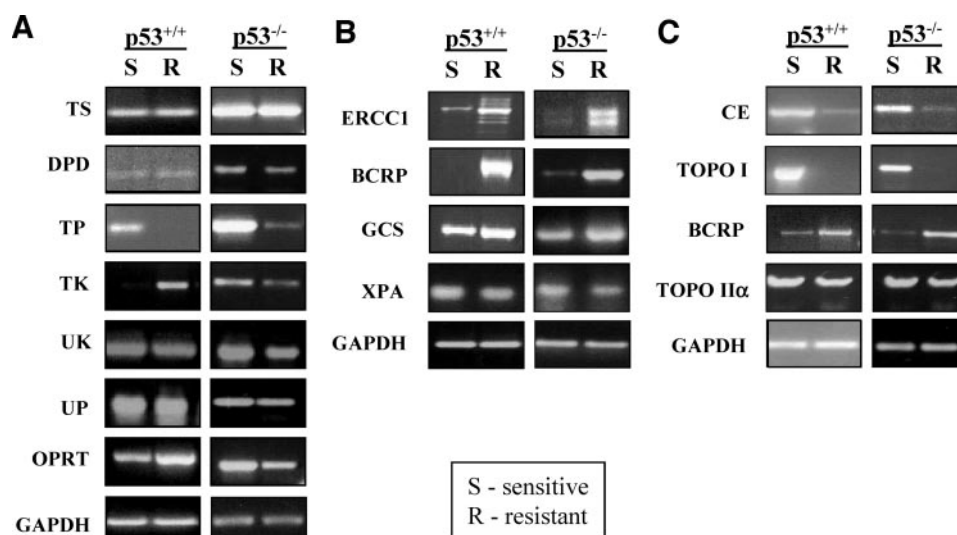 A
p53+/+ p53-/-
S R S R
TS
DPD
TP
TK
UK
UP
OPRT
GAPDH
B
p53+/+ p53-/-
S R S R
ERCC1
BCRP
GCS
XPA
GAPDH
C
p53+/+ p53-/-
S R S R
CE
TOPO I
BCRP
TOPO IIα
GAPDH
S - sensitive
R - resistant